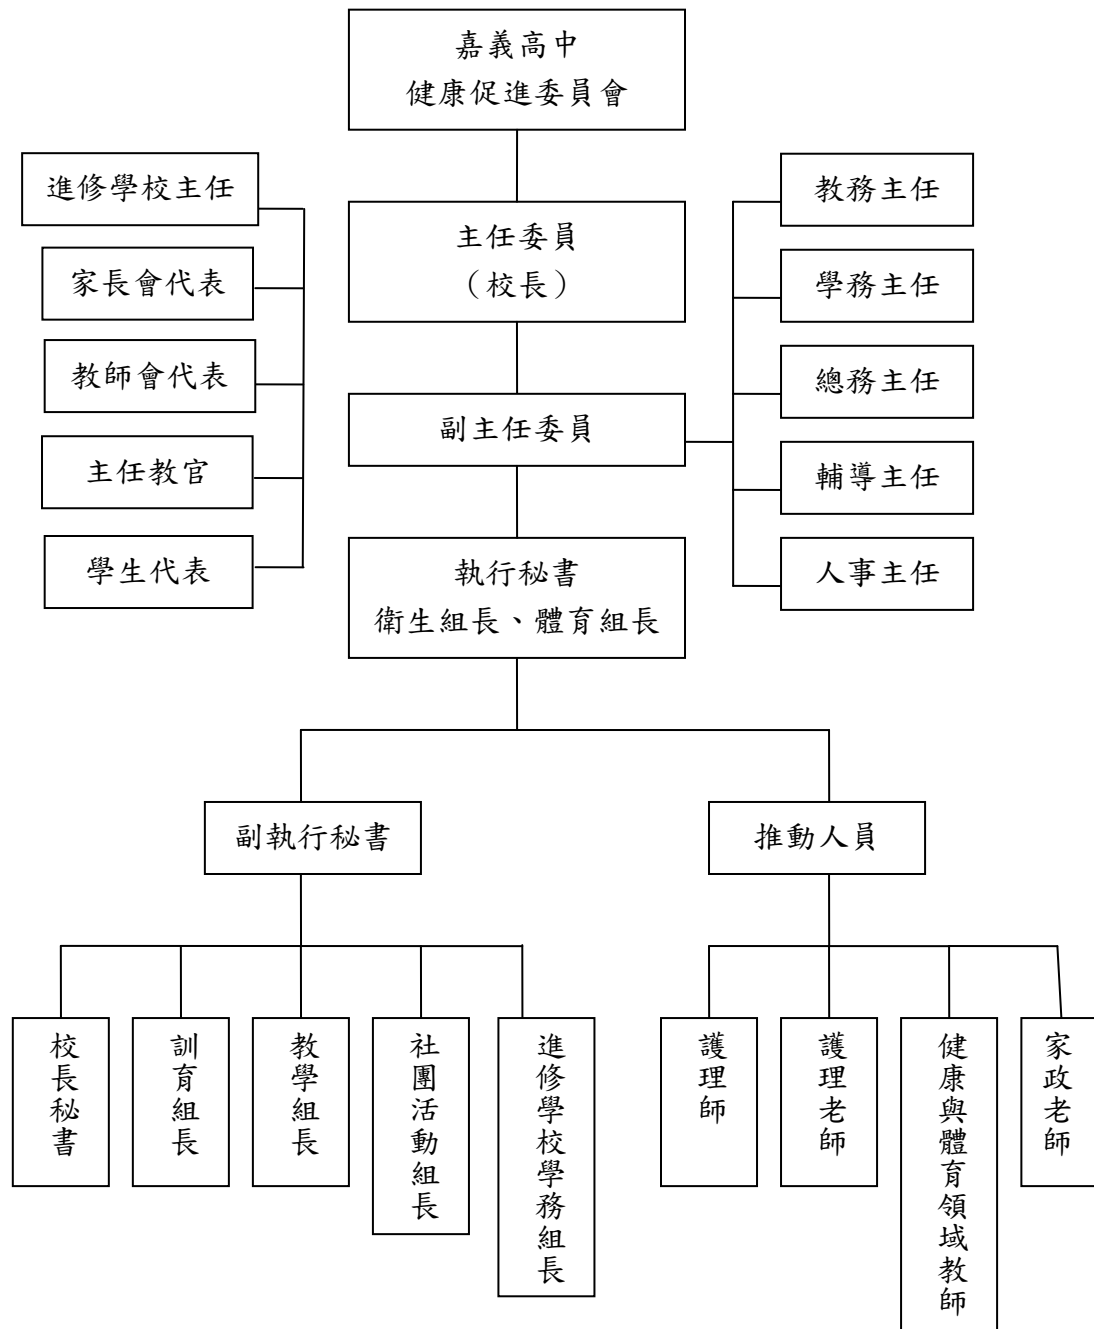 嘉義高中
健康促進委員會
進修學校主任
教務主任
主任委員
（校長）
家長會代表
學務主任
教師會代表
總務主任
副主任委員
主任教官
輔導主任
學生代表
執行秘書
衛生組長、體育組長
人事主任
副執行秘書
推動人員
校長秘書
訓育組長
教學組長
社團活動組長
進修學校學務組長
護理師
護理老師
健康與體育領域教師
家政老師